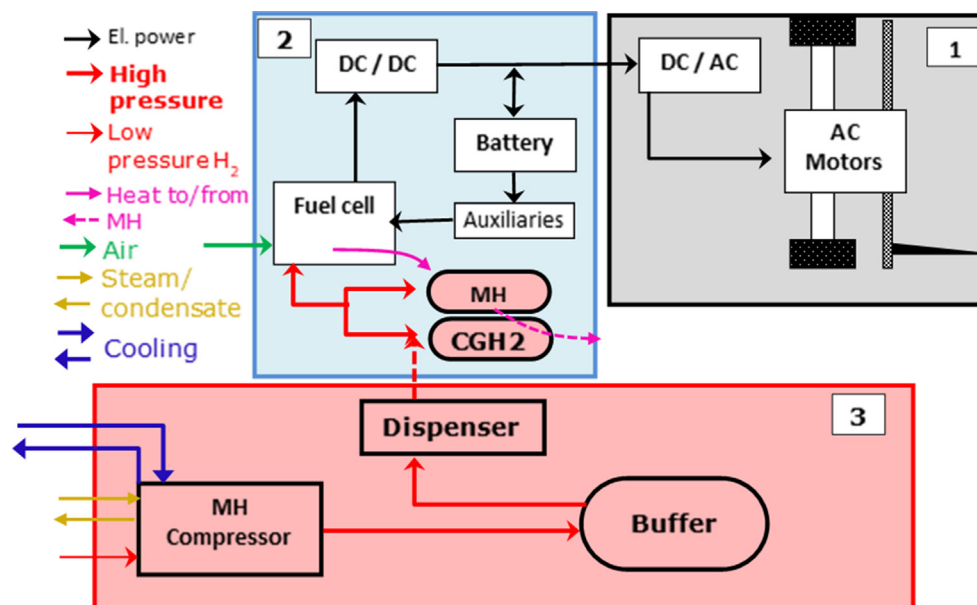 El. power
High
pressure
Low
pressure H2
Heat to/from
MH
Air
Steam/
condensate
Cooling
2
DC / DC
Battery
Fuel cell
Auxiliaries
MH
CGH2
1
DC / AC
AC
Motors
3
Dispenser
MH
Compressor
Buffer